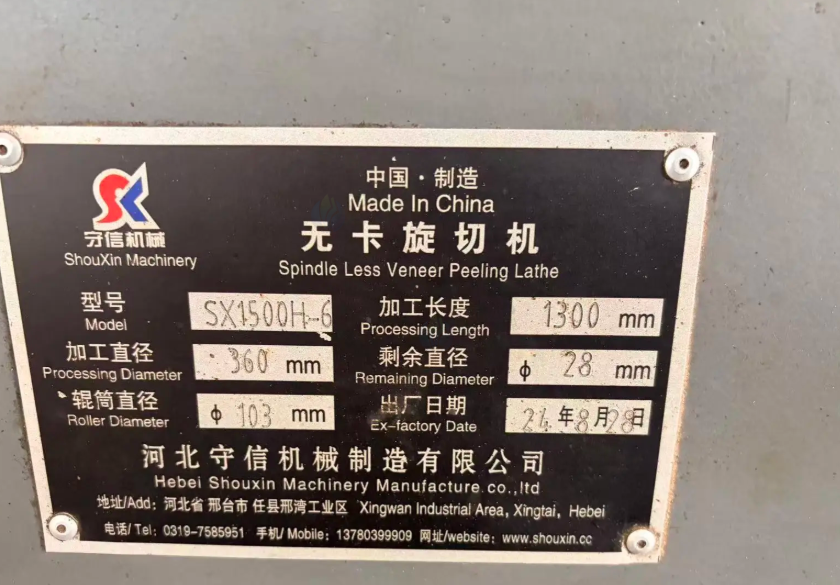 中国·制造
Made In China
守信机械
ShouXin Machinery
无卡旋切机
Spindle Less Veneer Peeling Lathe
型号 SX1500H-6 加工长度 1300 mm
Model Processing Length
加工直径 360 mm 剩余直径 ϕ 28 mm
Processing Diameter Remaining Diameter
辊筒直径 ϕ 103 mm 出厂日期 24年8月28日
Roller Diameter Ex-factory Date
河北守信机械制造有限公司
Hebei Shouxin Machinery Manufacture.co.,ltd
地址/Add: 河北省 邢台市 任县邢湾工业区 Xingwan Industrial Area, Xingtai, Hebei
电话/Tel: 0319-7585951 手机/Mobile: 13780399909 网址/website: www.shouxin.cc